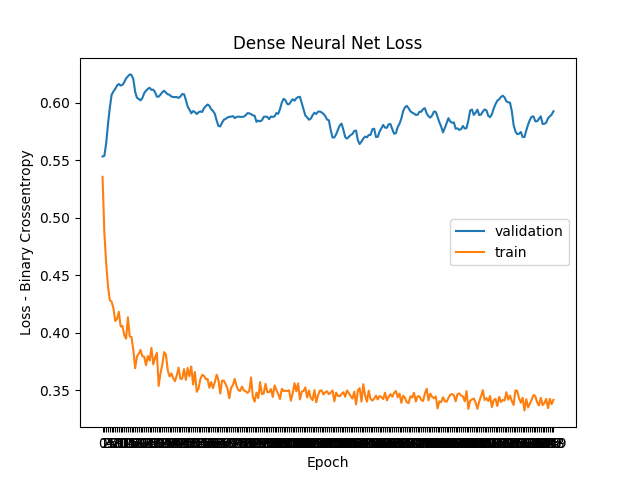 Dense Neural Net Loss
0.60
0.55
0.50
0.45
0.40
0.35
Loss - Binary Crossentropy
validation
train
Epoch